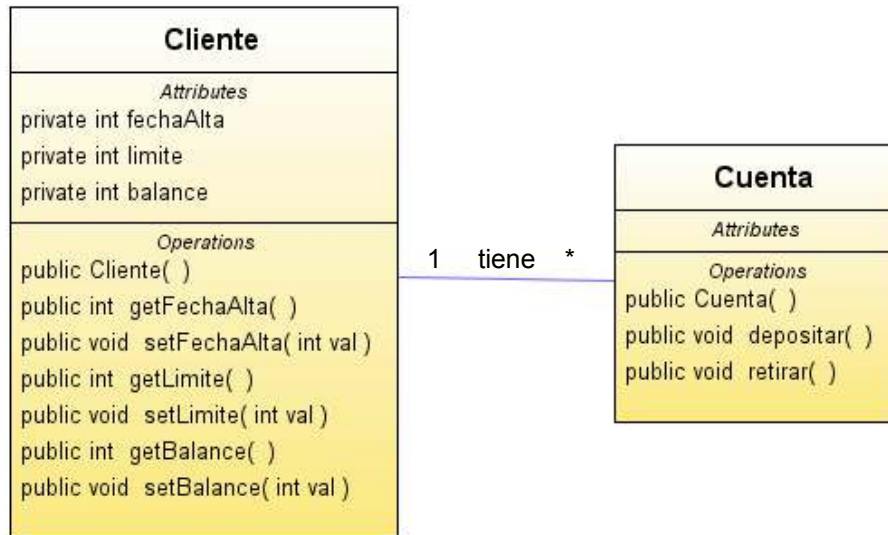 Cliente
Attributes
private int fechaAlta
private int limite
private int balance
Operations
public Cliente( )
public int getFechaAlta( )
public void setFechaAlta( int val )
public int getLimite( )
public void setLimite( int val )
public int getBalance( )
public void setBalance( int val )
1 tiene *
Cuenta
Attributes
Operations
public Cuenta( )
public void depositar( )
public void retirar( )